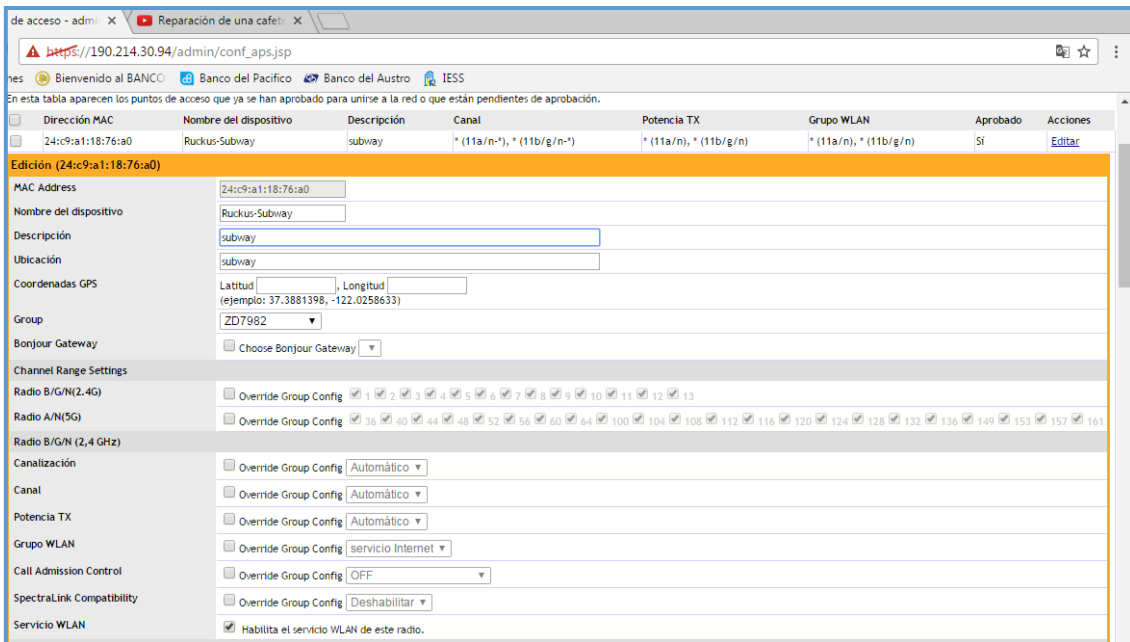 de acceso - admi Reparación de una cafete
https://190.214.30.94/admin/conf_aps.jsp
nes Bienvenido al BANCO Banco del Pacifico Banco del Austro IESS
En esta tabla aparecen los puntos de acceso que ya se han aprobado para unirse a la red o que están pendientes de aprobación.
Dirección MAC Nombre del dispositivo Descripción Canal Potencia TX Grupo WLAN Aprobado Acciones
24:c9:a1:18:76:a0 Ruckus-Subway subway * (11a/n-*), * (11b/g/n-*) * (11a/n), * (11b/g/n) * (11a/n), * (11b/g/n) Sí Editar
Edición (24:c9:a1:18:76:a0)
MAC Address 24:c9:a1:18:76:a0
Nombre del dispositivo Ruckus-Subway
Descripción subway
Ubicación subway
Coordenadas GPS Latitud , Longitud
(ejemplo: 37.3881398, -122.0258633)
Group ZD7982
Bonjour Gateway Choose Bonjour Gateway
Channel Range Settings
Radio B/G/N(2.4G) Override Group Config 1 2 3 4 5 6 7 8 9 10 11 12 13
Radio A/N(5G) Override Group Config 36 40 44 48 52 56 60 64 100 104 108 112 116 120 124 128 132 136 149 153 157 161
Radio B/G/N (2,4 GHz)
Canalización Override Group Config Automático
Canal Override Group Config Automático
Potencia TX Override Group Config Automático
Grupo WLAN Override Group Config servicio Internet
Call Admission Control Override Group Config OFF
SpectraLink Compatibility Override Group Config Deshabilitar
Servicio WLAN Habilita el servicio WLAN de este radio.